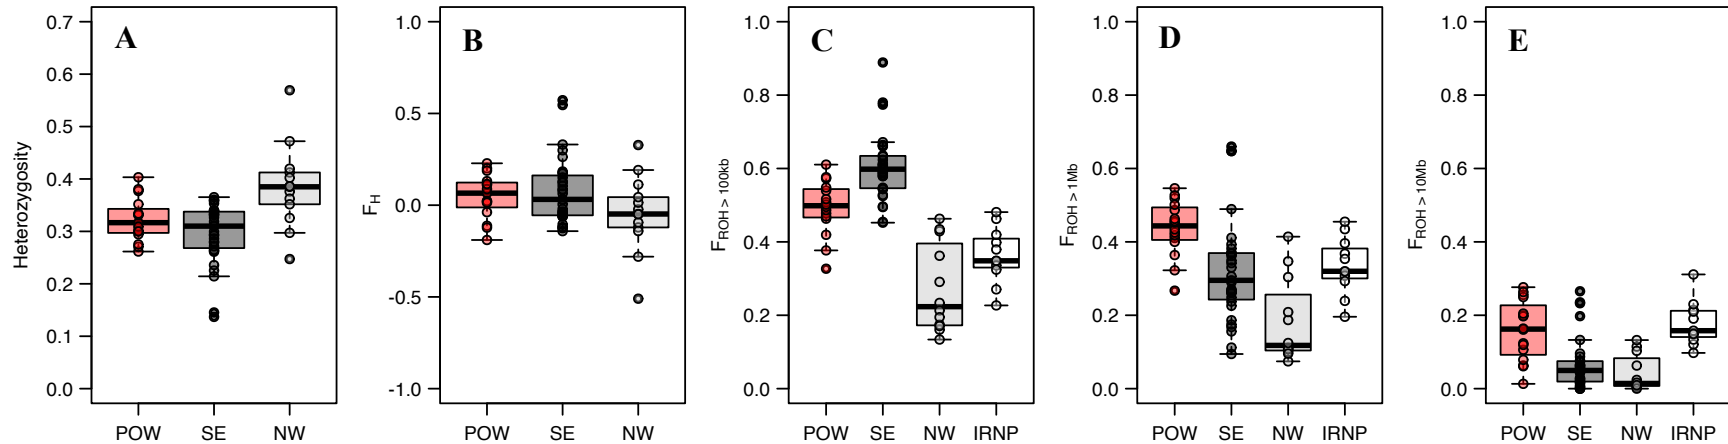 A
Heterozygosity
0.7
0.6
0.5
0.4
0.3
0.2
0.1
0.0
POW SE NW
B
F_H
1.0
0.5
0.0
-0.5
-1.0
POW SE NW
C
F_ROH > 100kb
1.0
0.8
0.6
0.4
0.2
0.0
POW SE NW IRNP
D
F_ROH > 1Mb
1.0
0.8
0.6
0.4
0.2
0.0
POW SE NW IRNP
E
F_ROH > 10Mb
1.0
0.8
0.6
0.4
0.2
0.0
POW SE NW IRNP